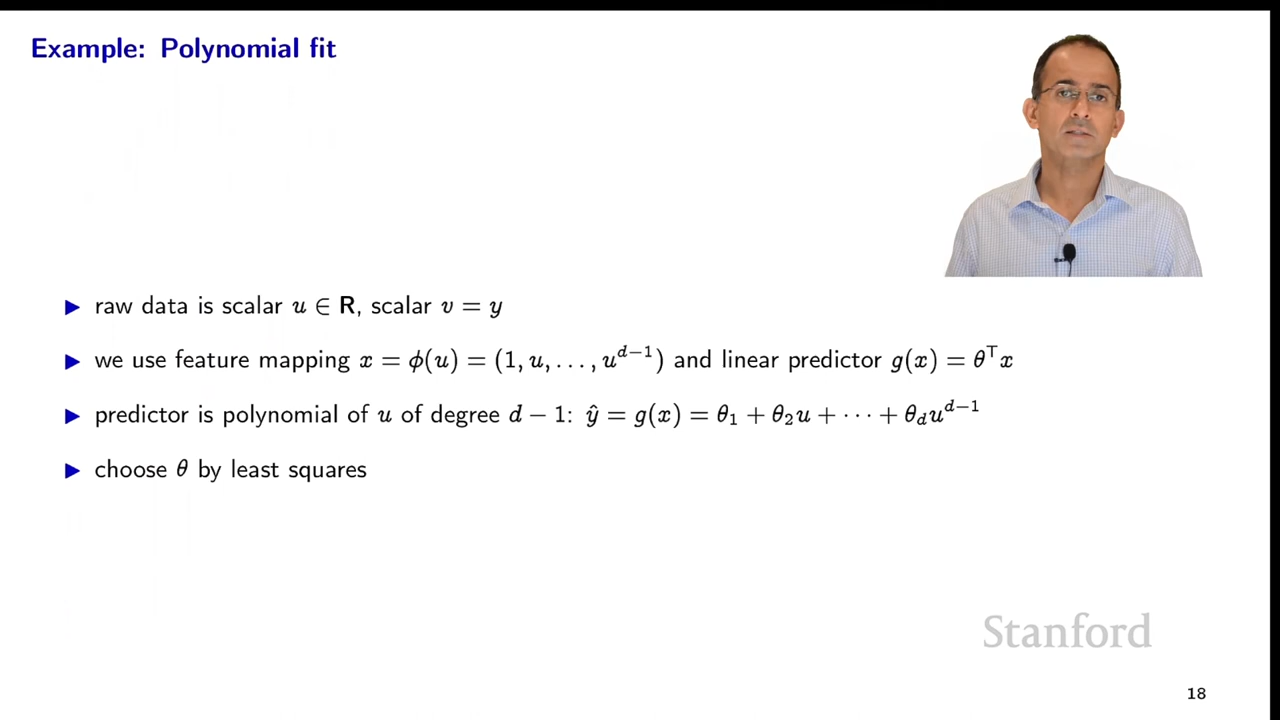 Example: Polynomial fit
▶ raw data is scalar u ∈ R, scalar v = y
▶ we use feature mapping x = ϕ(u) = (1, u, . . . , u^{d−1}) and linear predictor g(x) = θ^T x
▶ predictor is polynomial of u of degree d − 1: ŷ = g(x) = θ₁ + θ₂u + · · · + θ_d u^{d−1}
▶ choose θ by least squares
Stanford
18